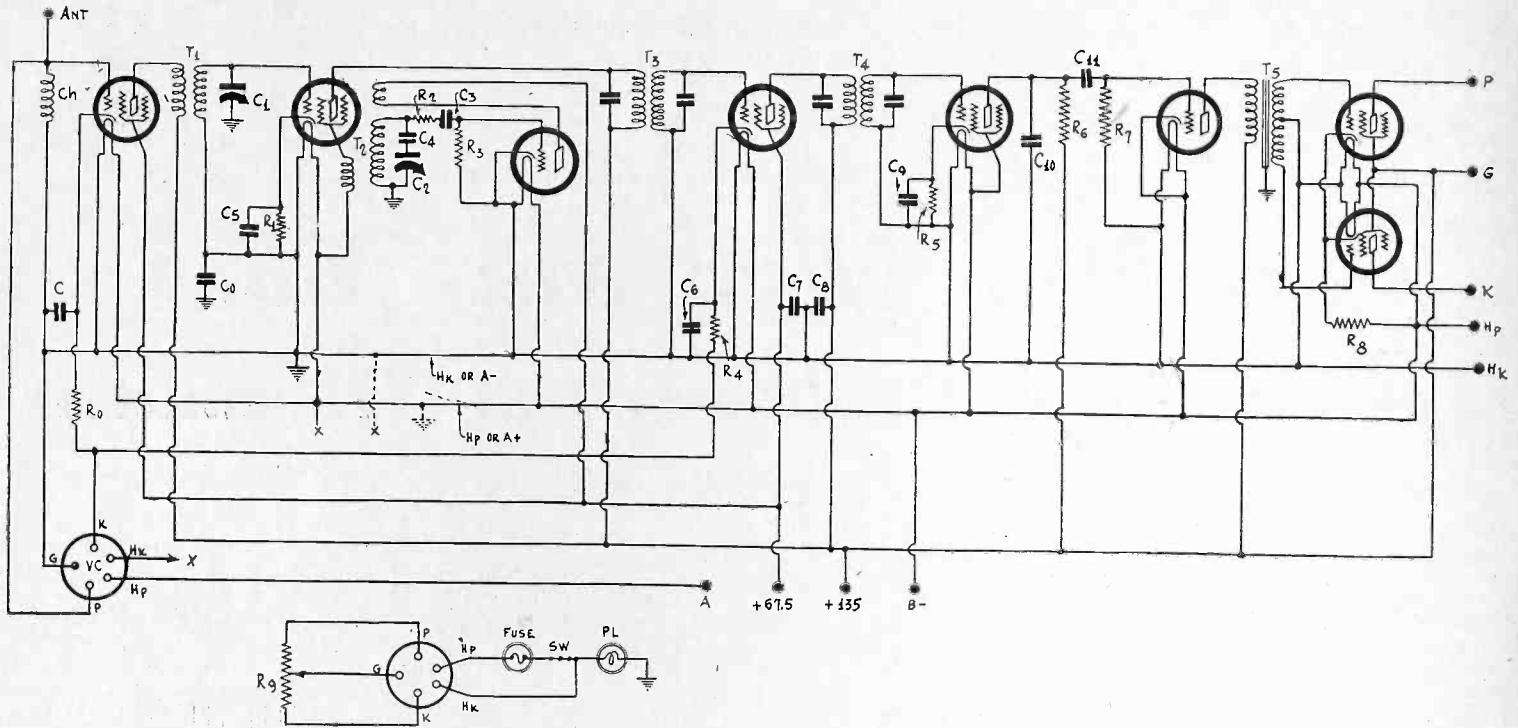 ANT
Ch
T1
C1
R2
C3
T3
T4
C11
T5
P
C4
T2
R3
C2
R6
R7
G
C5
R1
C9
C10
R5
C
C0
C6
C7
C8
K
R4
R8
HP
HK
HK OR A-
R0
X
X
HP OR A+
K
G
VC
HK
X
HP
P
A
+67.5
+135
B-
R9
P
HP
FUSE
SW
PL
G
HK
K